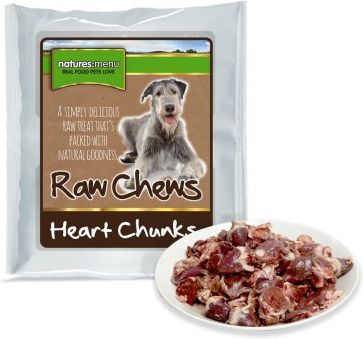 natures:menu
REAL FOOD PETS LOVE
A SIMPLY DELICIOUS
RAW TREAT THAT'S
PACKED WITH
NATURAL GOODNESS.
Raw Chews
Heart Chunks